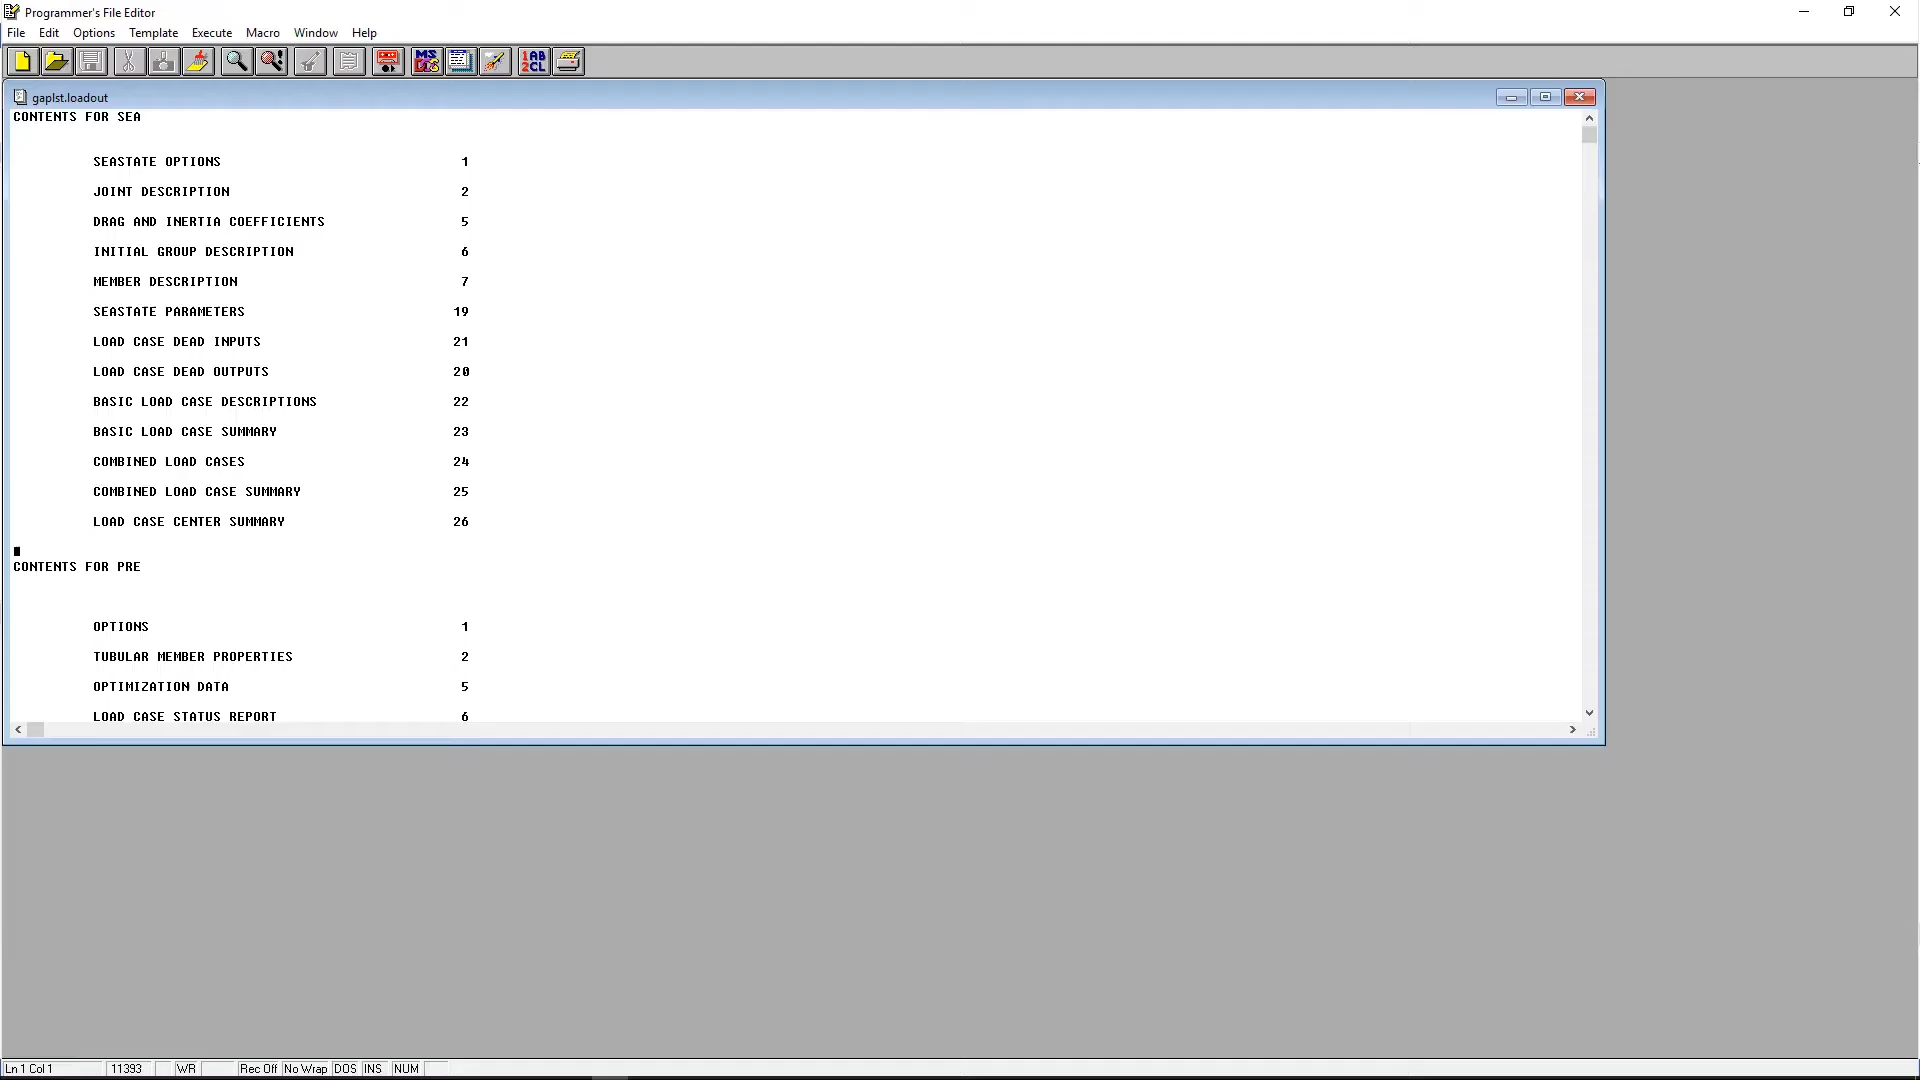 Programmer's File Editor
File Edit Options Template Execute Macro Window Help
MS DOS 1AB 2CL
gaplst.loadout
CONTENTS FOR SEA
SEASTATE OPTIONS 1
JOINT DESCRIPTION 2
DRAG AND INERTIA COEFFICIENTS 5
INITIAL GROUP DESCRIPTION 6
MEMBER DESCRIPTION 7
SEASTATE PARAMETERS 19
LOAD CASE DEAD INPUTS 21
LOAD CASE DEAD OUTPUTS 20
BASIC LOAD CASE DESCRIPTIONS 22
BASIC LOAD CASE SUMMARY 23
COMBINED LOAD CASES 24
COMBINED LOAD CASE SUMMARY 25
LOAD CASE CENTER SUMMARY 26
CONTENTS FOR PRE
OPTIONS 1
TUBULAR MEMBER PROPERTIES 2
OPTIMIZATION DATA 5
LOAD CASE STATUS REPORT 6
Ln 1 Col 1 11393 WR Rec Off No Wrap DOS INS NUM